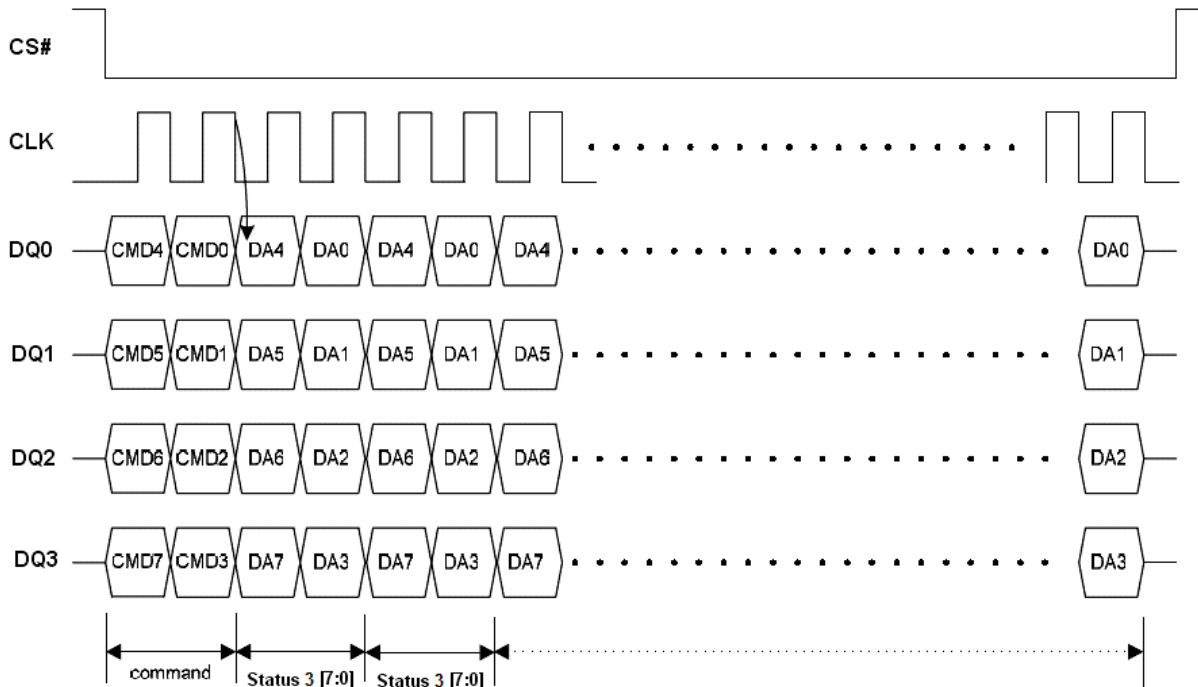 CS#
CLK
DQ0 CMD4 CMD0 DA4 DA0 DA4 DA0 DA4 DA0
DQ1 CMD5 CMD1 DA5 DA1 DA5 DA1 DA5 DA1
DQ2 CMD6 CMD2 DA6 DA2 DA6 DA2 DA6 DA2
DQ3 CMD7 CMD3 DA7 DA3 DA7 DA3 DA7 DA3
command Status 3 [7:0] Status 3 [7:0]